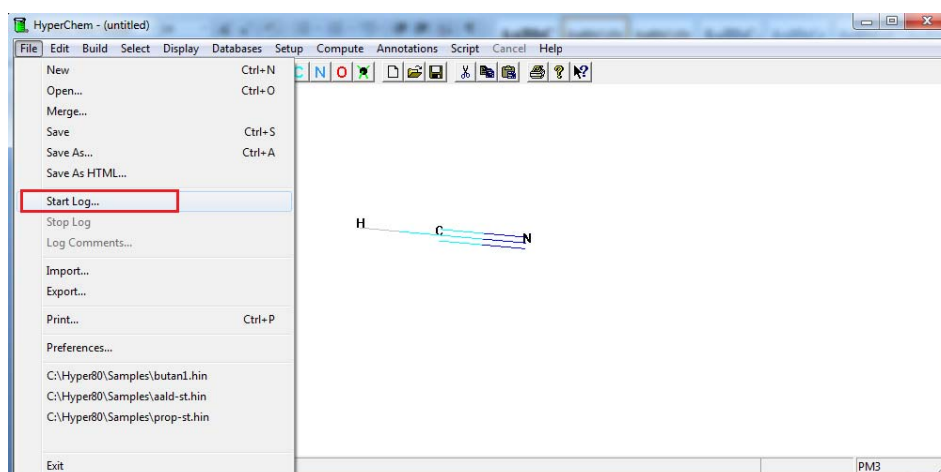 HyperChem - (untitled)
File Edit Build Select Display Databases Setup Compute Annotations Script Cancel Help
C N O
New Ctrl+N
Open... Ctrl+O
Merge...
Save Ctrl+S
Save As... Ctrl+A
Save As HTML...
Start Log...
Stop Log
Log Comments...
Import...
Export...
Print... Ctrl+P
Preferences...
C:\Hyper80\Samples\butan1.hin
C:\Hyper80\Samples\aald-st.hin
C:\Hyper80\Samples\prop-st.hin
Exit
H C N
PM3